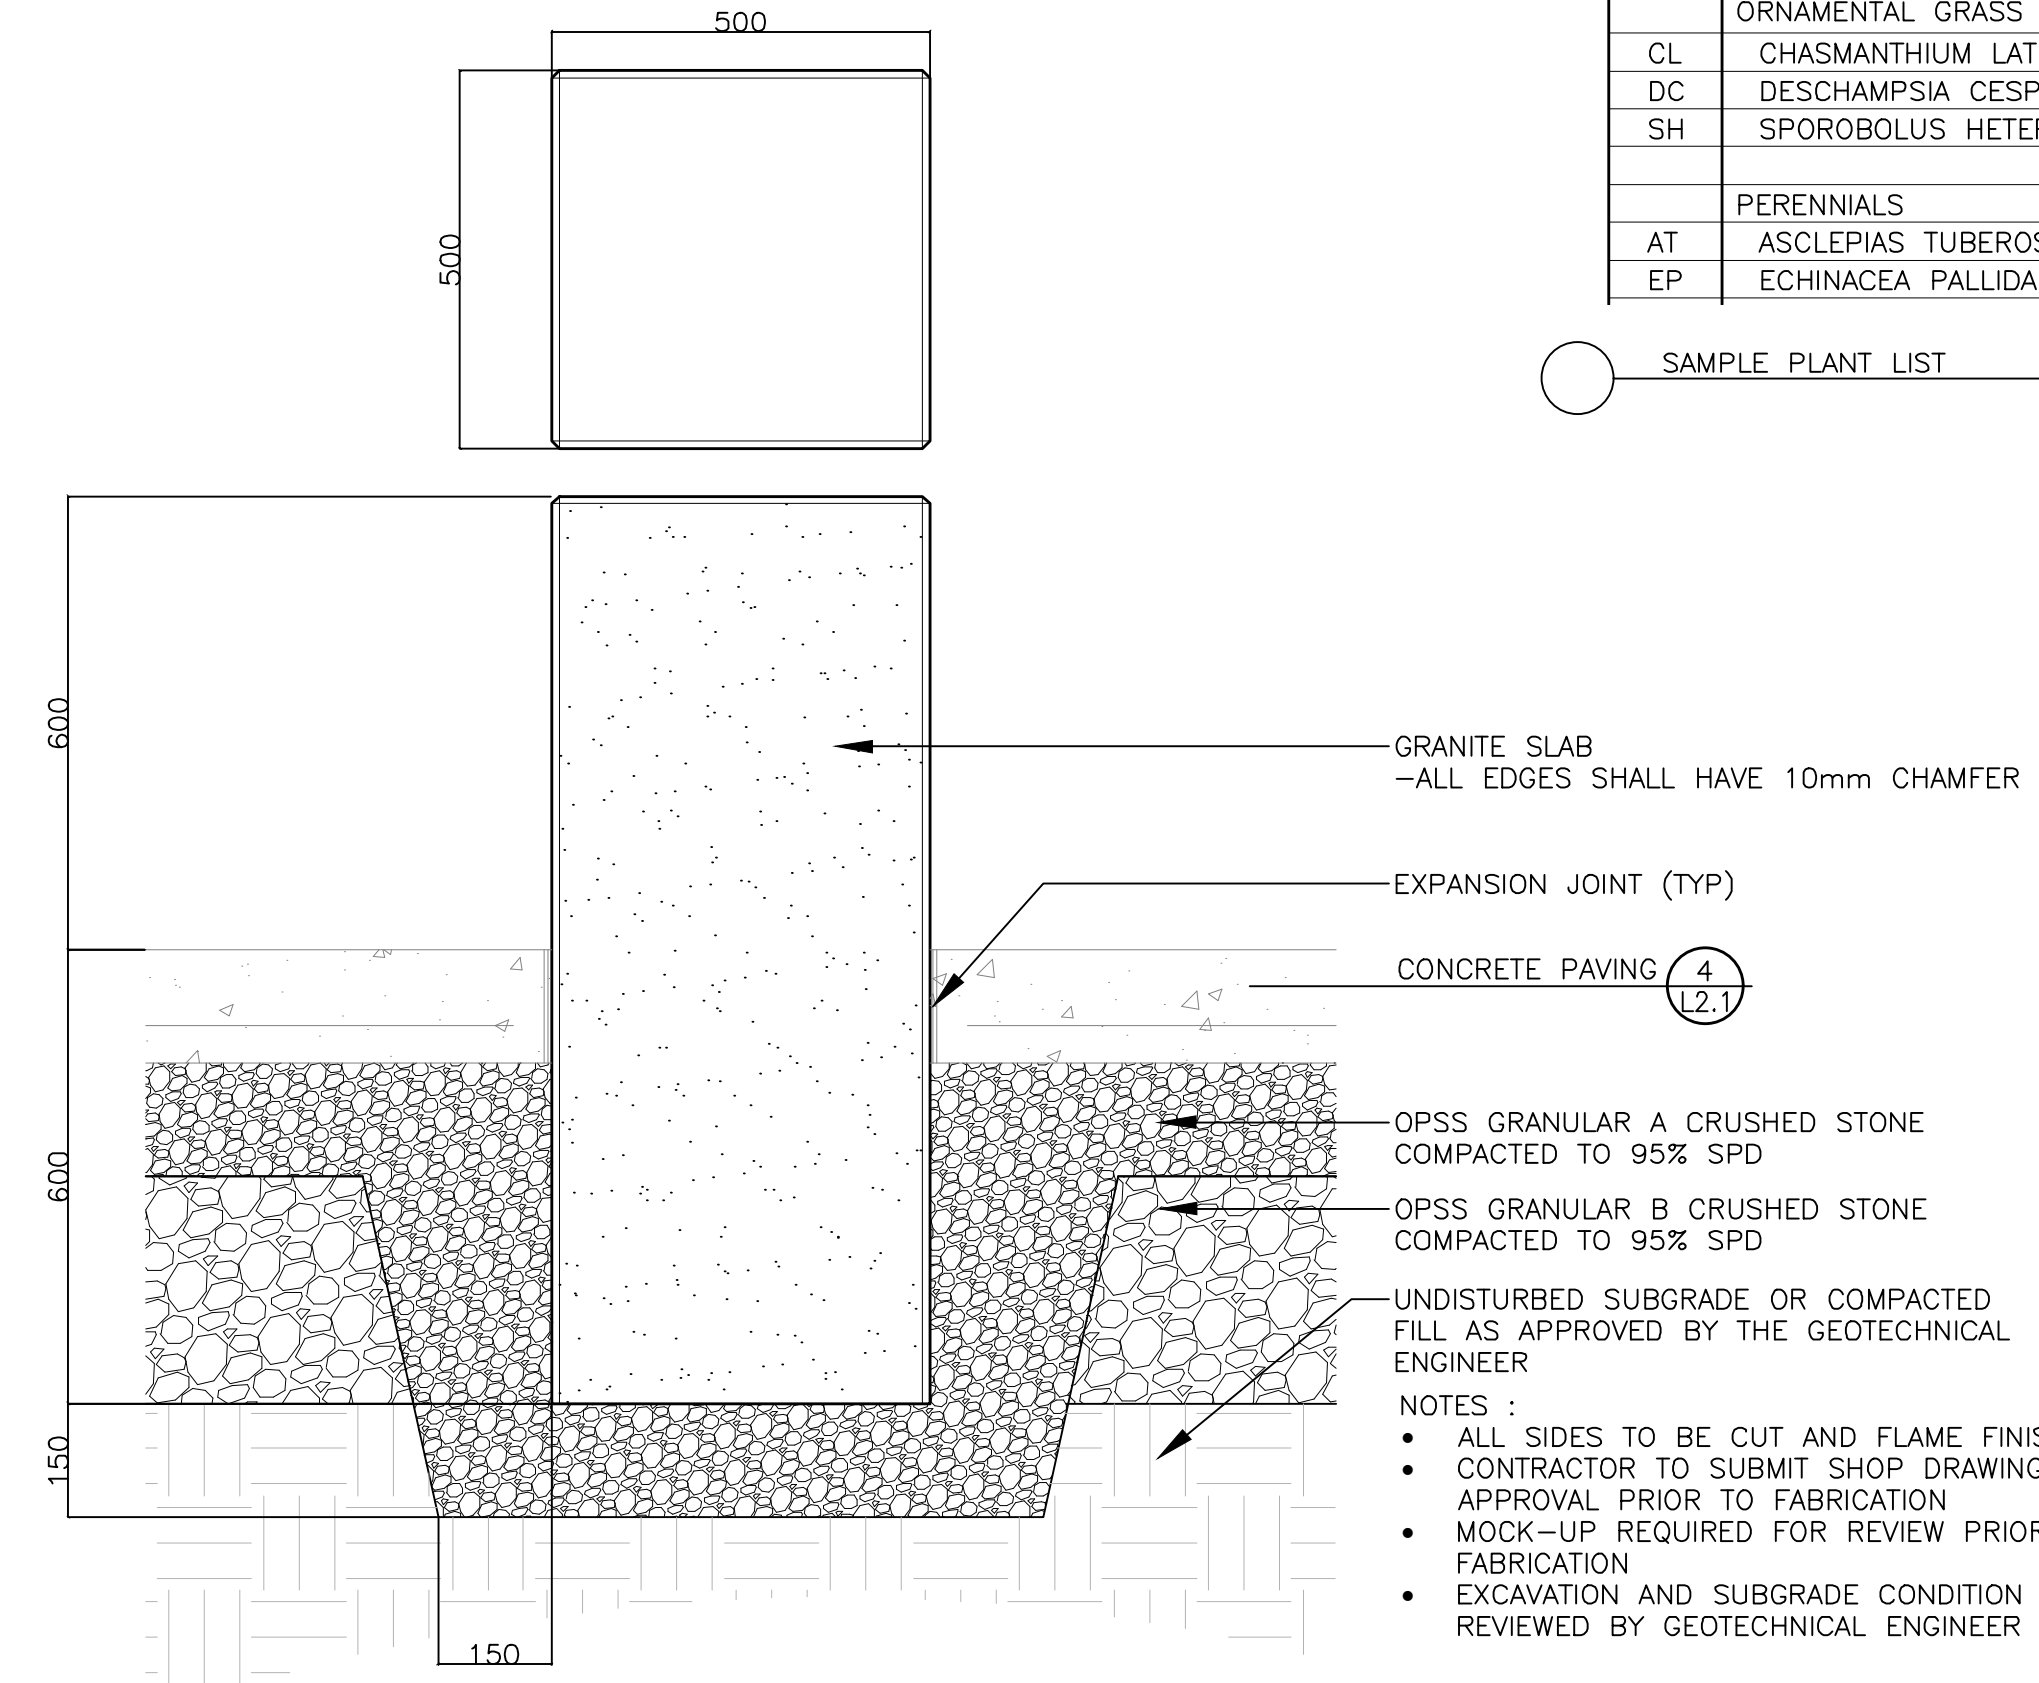 500
500
ORNAMENTAL GRASS
CL CHASMANTHIUM LAT
DC DESCHAMPSIA CESP
SH SPOROBOLUS HETER
PERENNIALS
AT ASCLEPIAS TUBEROS
EP ECHINACEA PALLIDA
SAMPLE PLANT LIST
600
GRANITE SLAB
-ALL EDGES SHALL HAVE 10mm CHAMFER
EXPANSION JOINT (TYP)
CONCRETE PAVING 4
L2.1
600
OPSS GRANULAR A CRUSHED STONE
COMPACTED TO 95% SPD
OPSS GRANULAR B CRUSHED STONE
COMPACTED TO 95% SPD
UNDISTURBED SUBGRADE OR COMPACTED
FILL AS APPROVED BY THE GEOTECHNICAL
ENGINEER
150
150
NOTES :
• ALL SIDES TO BE CUT AND FLAME FINIS
• CONTRACTOR TO SUBMIT SHOP DRAWING
APPROVAL PRIOR TO FABRICATION
• MOCK-UP REQUIRED FOR REVIEW PRIOR
FABRICATION
• EXCAVATION AND SUBGRADE CONDITION
REVIEWED BY GEOTECHNICAL ENGINEER